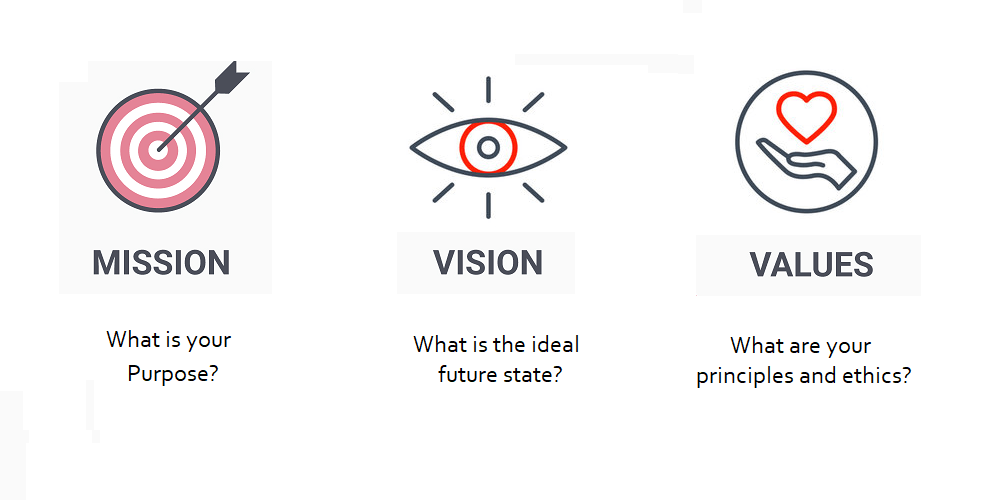 MISSION
What is your
Purpose?
VISION
What is the ideal
future state?
VALUES
What are your
principles and ethics?